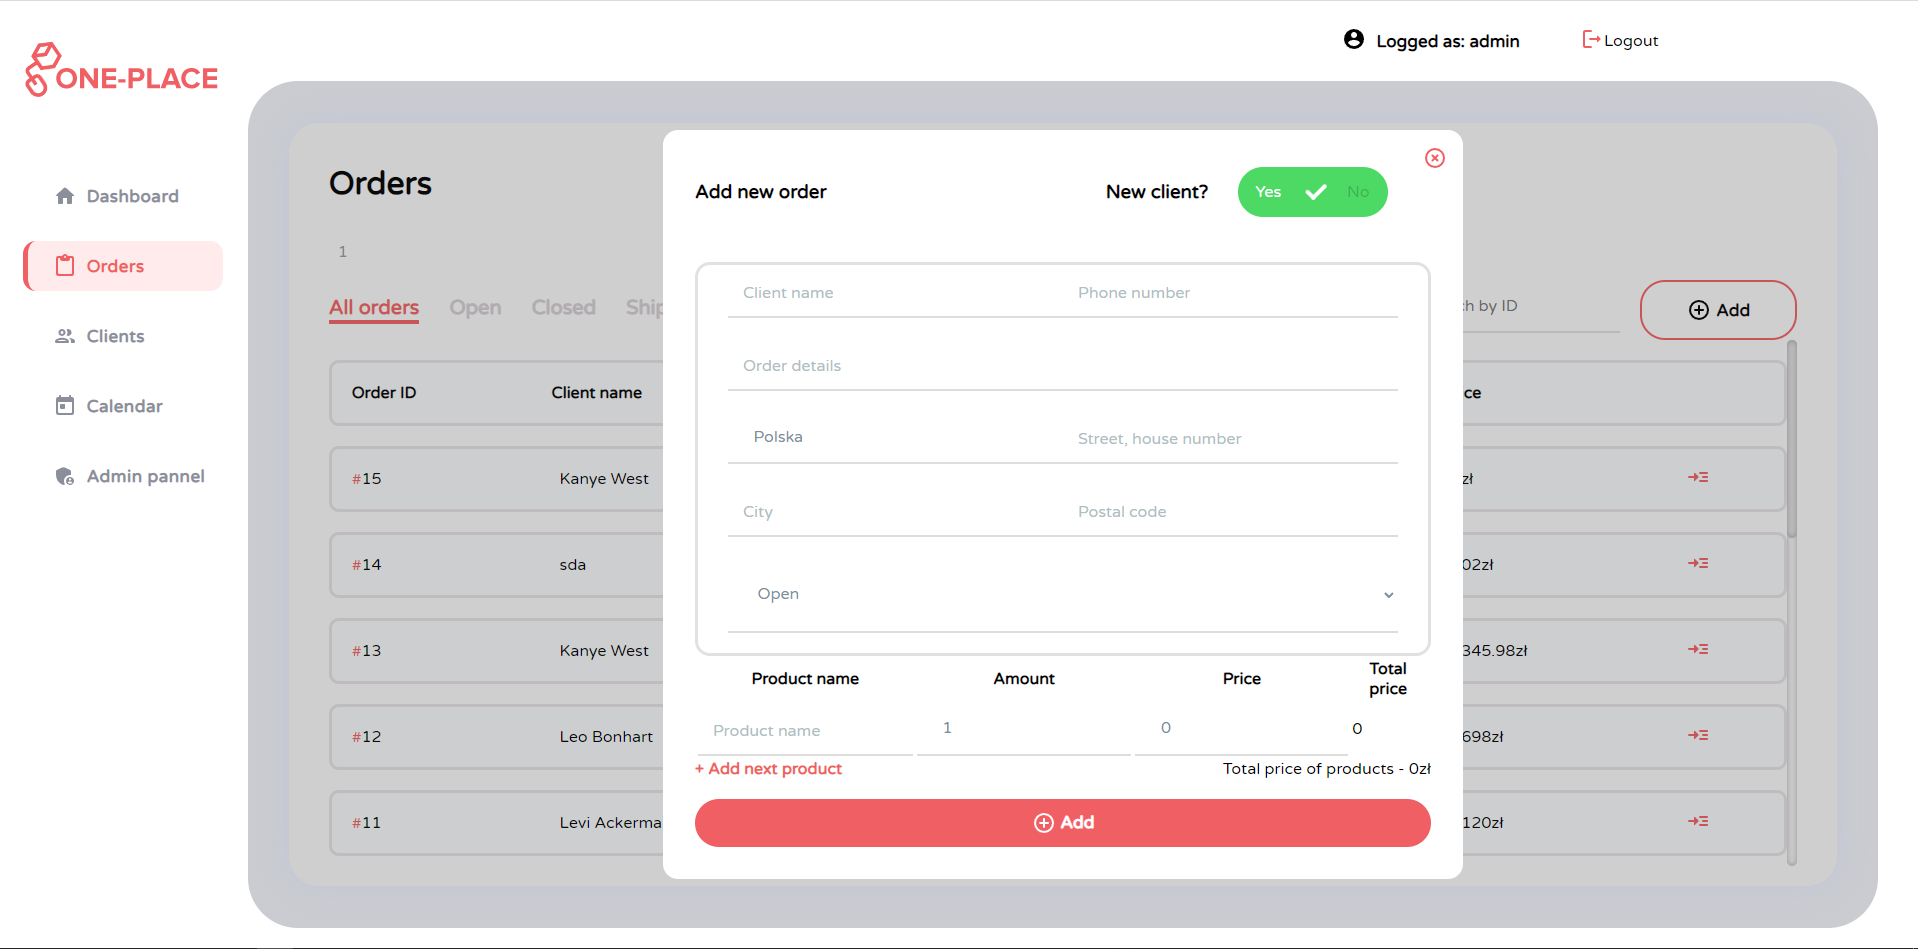 Logged as: admin
Logout
ONE-PLACE
Dashboard
Orders
Clients
Calendar
Admin pannel
Orders
1
All orders Open Closed Ship
h by ID
Add
Order ID Client name ce
#15 Kanye West zł
#14 sda 02zł
#13 Kanye West 345.98zł
#12 Leo Bonhart 698zł
#11 Levi Ackerma 120zł
Add new order New client? Yes No
Client name Phone number
Order details
Polska Street, house number
City Postal code
Open
Product name Amount Price Total
price
Product name 1 0 0
+ Add next product Total price of products - 0zł
Add